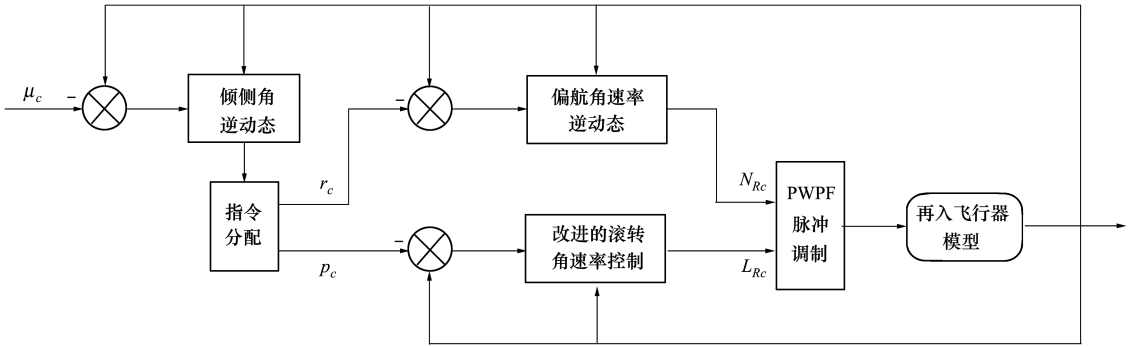 μc
−
倾侧角
逆动态
−
偏航角速率
逆动态
指令
分配
rc
pc
−
改进的滚转
角速率控制
NRc
LRc
PWPF
脉冲
调制
再入飞行器
模型